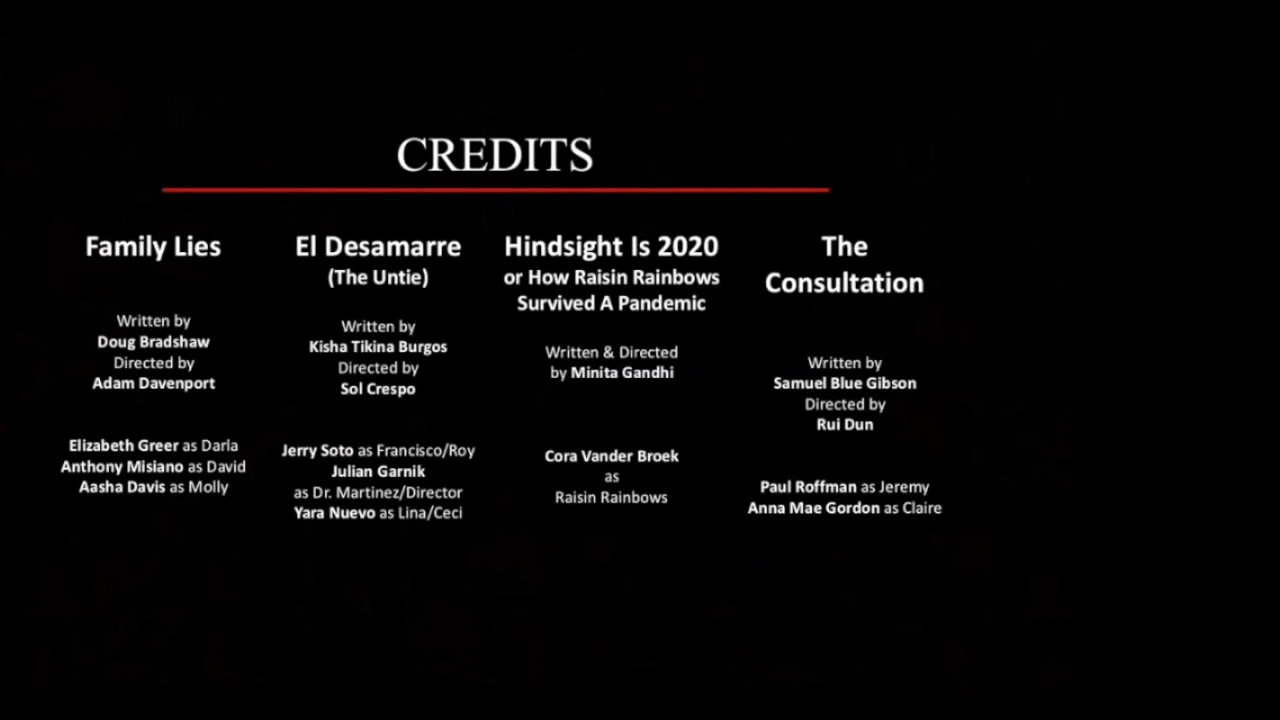 CREDITS
Family Lies
Written by
Doug Bradshaw
Directed by
Adam Davenport
Elizabeth Greer as Darla
Anthony Misiano as David
Aasha Davis as Molly
El Desamarre
(The Untie)
Written by
Kisha Tikina Burgos
Directed by
Sol Crespo
Jerry Soto as Francisco/Roy
Julian Garnik
as Dr. Martinez/Director
Yara Nuevo as Lina/Ceci
Hindsight Is 2020
or How Raisin Rainbows
Survived A Pandemic
Written & Directed
by Minita Gandhi
Cora Vander Broek
as
Raisin Rainbows
The
Consultation
Written by
Samuel Blue Gibson
Directed by
Rui Dun
Paul Roffman as Jeremy
Anna Mae Gordon as Claire